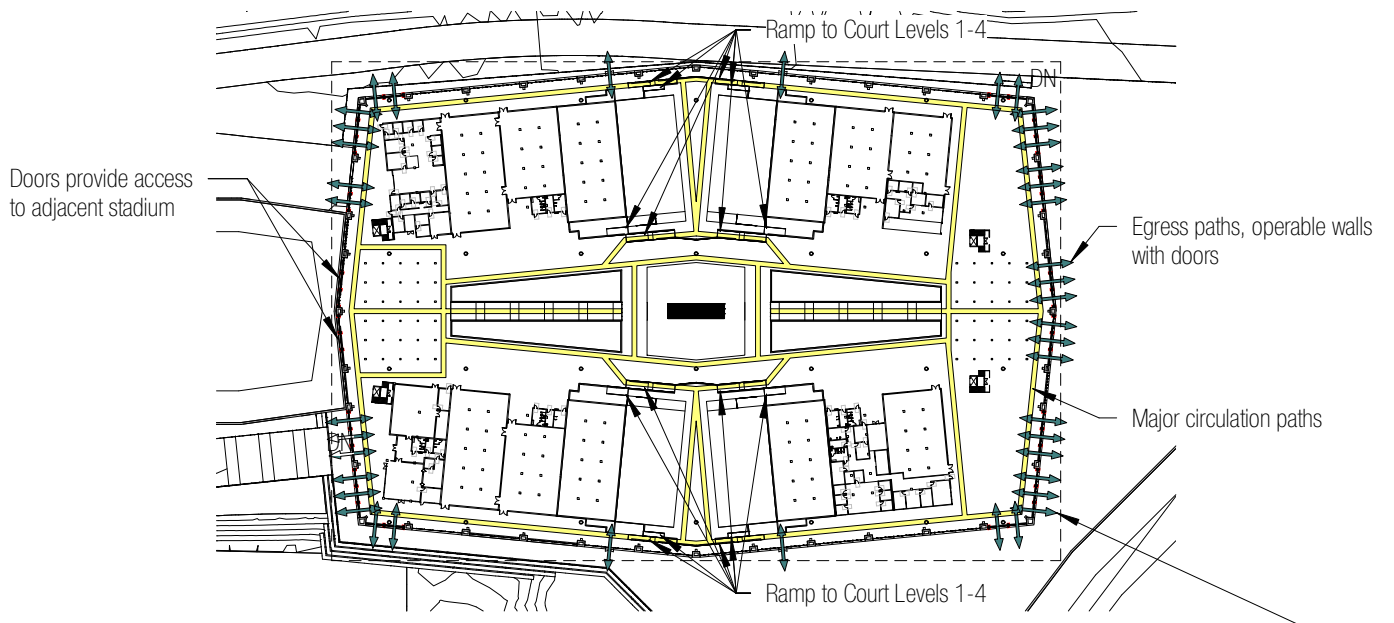 Ramp to Court Levels 1-4
DN
Doors provide access
to adjacent stadium
Egress paths, operable walls
with doors
Major circulation paths
DN
Ramp to Court Levels 1-4